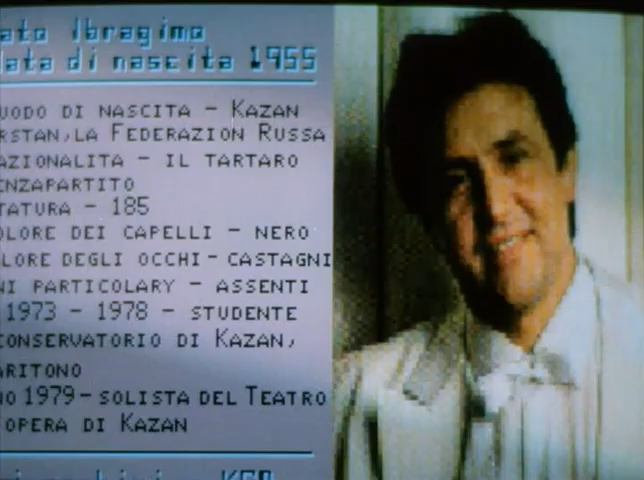 ato Ibragimo
data di nascita 1955
UODO DI NASCITA - KAZAN
RSTAN, LA FEDERAZION RUSSA
AZIONALITA - IL TARTARO
ENZAPARTITO
TATURA - 185
OLORE DEI CAPELLI - NERO
LORE DEGLI OCCHI - CASTAGNI
NI PARTICOLARY - ASSENTI
1973 - 1978 - STUDENTE
CONSERVATORIO DI KAZAN,
ARITONO
NO 1979 - SOLISTA DEL TEATRO
OPERA DI KAZAN